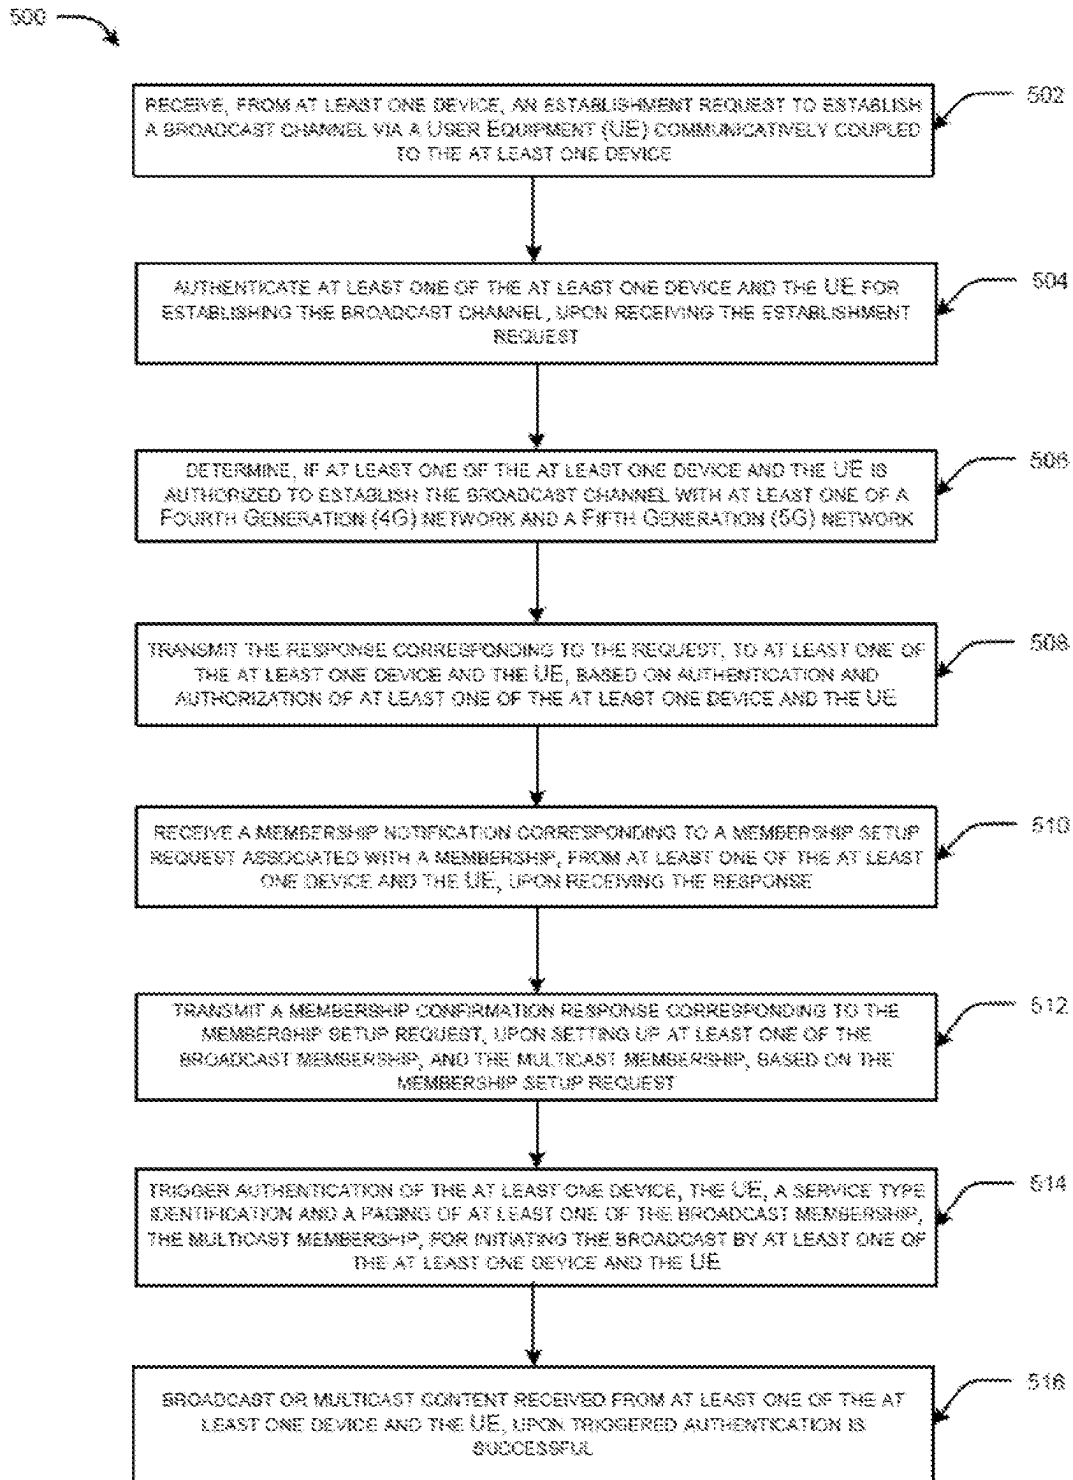 500
502
RECEIVE, FROM AT LEAST ONE DEVICE, AN ESTABLISHMENT REQUEST TO ESTABLISH
A BROADCAST CHANNEL VIA A USER EQUIPMENT (UE) COMMUNICATIVELY COUPLED
TO THE AT LEAST ONE DEVICE
504
AUTHENTICATE AT LEAST ONE OF THE AT LEAST ONE DEVICE AND THE UE FOR
ESTABLISHING THE BROADCAST CHANNEL, UPON RECEIVING THE ESTABLISHMENT
REQUEST
506
DETERMINE, IF AT LEAST ONE OF THE AT LEAST ONE DEVICE AND THE UE IS
AUTHORIZED TO ESTABLISH THE BROADCAST CHANNEL WITH AT LEAST ONE OF A
FOURTH GENERATION (4G) NETWORK AND A FIFTH GENERATION (5G) NETWORK
508
TRANSMIT THE RESPONSE CORRESPONDING TO THE REQUEST, TO AT LEAST ONE OF
THE AT LEAST ONE DEVICE AND THE UE, BASED ON AUTHENTICATION AND
AUTHORIZATION OF AT LEAST ONE OF THE AT LEAST ONE DEVICE AND THE UE
510
RECEIVE A MEMBERSHIP NOTIFICATION CORRESPONDING TO A MEMBERSHIP SETUP
REQUEST ASSOCIATED WITH A MEMBERSHIP, FROM AT LEAST ONE OF THE AT LEAST
ONE DEVICE AND THE UE, UPON RECEIVING THE RESPONSE
512
TRANSMIT A MEMBERSHIP CONFIRMATION RESPONSE CORRESPONDING TO THE
MEMBERSHIP SETUP REQUEST, UPON SETTING UP AT LEAST ONE OF THE
BROADCAST MEMBERSHIP, AND THE MULTICAST MEMBERSHIP, BASED ON THE
MEMBERSHIP SETUP REQUEST
514
TRIGGER AUTHENTICATION OF THE AT LEAST ONE DEVICE, THE UE, A SERVICE TYPE
IDENTIFICATION AND A PAGING OF AT LEAST ONE OF THE BROADCAST MEMBERSHIP,
THE MULTICAST MEMBERSHIP, FOR INITIATING THE BROADCAST BY AT LEAST ONE OF
THE AT LEAST ONE DEVICE AND THE UE
516
BROADCAST OR MULTICAST CONTENT RECEIVED FROM AT LEAST ONE OF THE AT
LEAST ONE DEVICE AND THE UE, UPON TRIGGERED AUTHENTICATION IS
SUCCESSFUL